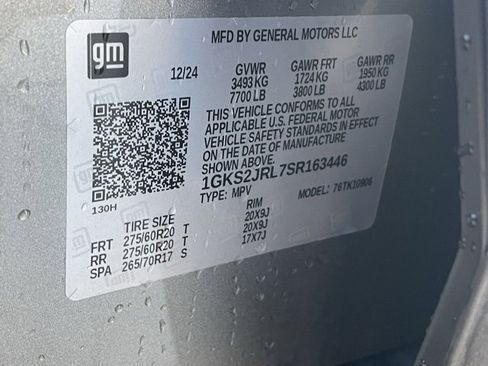 gm
MFD BY GENERAL MOTORS LLC
12/24 GVWR GAWR FRT GAWR RR
3493 KG 1724 KG 1950 KG
7700 LB 3800 LB 4300 LB
THIS VEHICLE CONFORMS TO ALL
APPLICABLE U.S. FEDERAL MOTOR
VEHICLE SAFETY STANDARDS IN EFFECT
ON THE DATE OF MANUFACTURE
SHOWN ABOVE.
1GKS2JRL7SR163446
130H TYPE: MPV MODEL: 76TK10906
TIRE SIZE RIM
FRT 275/60R20 T 20X9J
RR 275/60R20 T 20X9J
SPA 265/70R17 S 17X7J